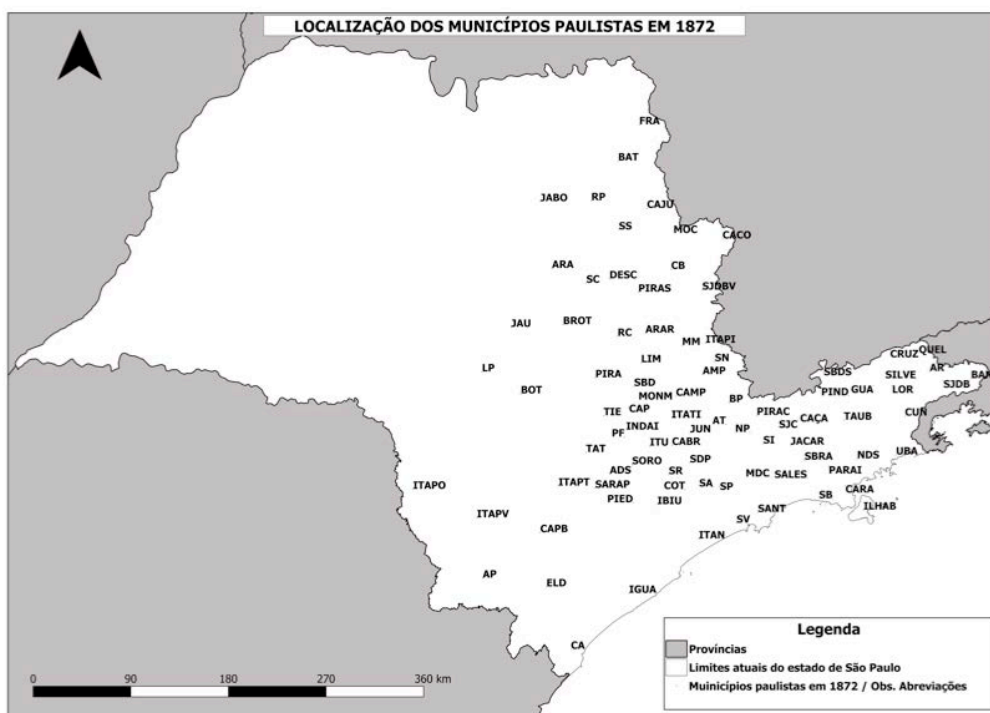 LOCALIZAÇÃO DOS MUNICÍPIOS PAULISTAS EM 1872
FRA
BAT
JABO
RP
CAJU
SS
MOC
CACO
ARA
SC
DESC
CB
PIRAS
SJDBV
JAU
BROT
RC
ARAR
MM
ITAPI
LP
PIRA
LIM
SN
AMP
SBD
BOT
MONM
CAMP
BP
TIE
CAP
ITATI
AT
PF
INDAI
JUN
NP
TAT
ITU
CABR
SORO
SDP
ADS
SR
ITAPT
SARAP
COT
SA
SP
PIED
IBIU
CRUZ
QUEL
SBDS
SILVE
AR
PIND
GUA
LOR
SJDB
PIRAC
CAÇA
TAUB
CUN
SJC
SI
JACAR
SBRA
NDS
UBA
MDC
SALES
PARAI
SB
CARA
ILHAB
SANT
SV
ITAN
ITAPO
ITAPV
CAPB
AP
ELD
IGUA
CA
Legenda
Províncias
Limites atuais do estado de São Paulo
Muinicípios paulistas em 1872 / Obs. Abreviações
0 90 180 270 360 km